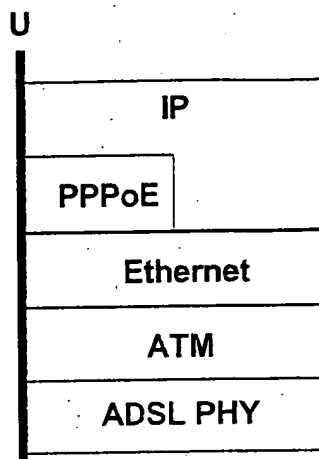 U
IP
PPPoE
Ethernet
ATM
ADSL PHY